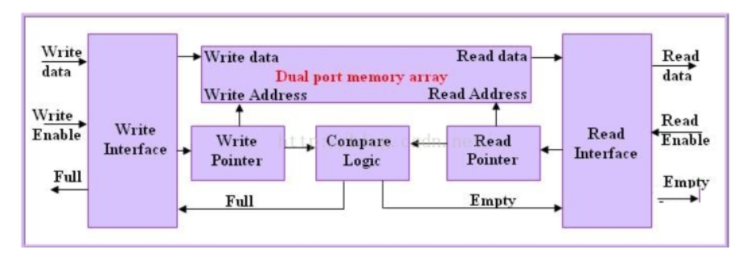 Write
data
Write
Enable
Full
Write
Interface
Write data
Read data
Dual port memory array
Write Address
Read Address
Write
Pointer
Compare
Logic
Read
Pointer
Full
Empty
Read
Interface
Read
data
Read
Enable
Empty